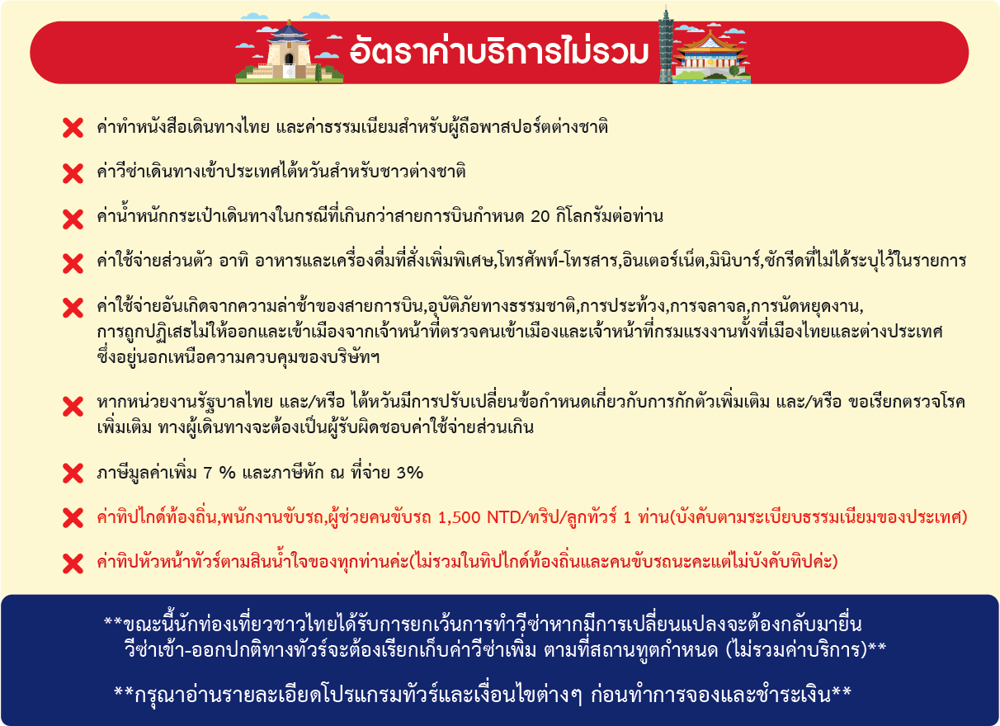 อัตราค่าบริการไม่รวม
ค่าทำหนังสือเดินทางไทย และค่าธรรมเนียมสำหรับผู้ถือพาสปอร์ตต่างชาติ
ค่าวีซ่าเดินทางเข้าประเทศไต้หวันสำหรับชาวต่างชาติ
ค่าน้ำหนักกระเป๋าเดินทางในกรณีที่เกินกว่าสายการบินกำหนด 20 กิโลกรัมต่อท่าน
ค่าใช้จ่ายส่วนตัว อาทิ อาหารและเครื่องดื่มที่สั่งเพิ่มพิเศษ,โทรศัพท์-โทรสาร,อินเตอร์เน็ต,มินิบาร์,ซักรีดที่ไม่ได้ระบุไว้ในรายการ
ค่าใช้จ่ายอันเกิดจากความล่าช้าของสายการบิน,อุบัติภัยทางธรรมชาติ,การประท้วง,การจลาจล,การนัดหยุดงาน,
การถูกปฏิเสธไม่ให้ออกและเข้าเมืองจากเจ้าหน้าที่ตรวจคนเข้าเมืองและเจ้าหน้าที่กรมแรงงานทั้งที่เมืองไทยและต่างประเทศ
ซึ่งอยู่นอกเหนือความควบคุมของบริษัทฯ
หากหน่วยงานรัฐบาลไทย และ/หรือ ไต้หวันมีการปรับเปลี่ยนข้อกำหนดเกี่ยวกับการกักตัวเพิ่มเติม และ/หรือ ขอเรียกตรวจโรค
เพิ่มเติม ทางผู้เดินทางจะต้องเป็นผู้รับผิดชอบค่าใช้จ่ายส่วนเกิน
ภาษีมูลค่าเพิ่ม 7 % และภาษีหัก ณ ที่จ่าย 3%
ค่าทิปไกด์ท้องถิ่น,พนักงานขับรถ,ผู้ช่วยคนขับรถ 1,500 NTD/ทริป/ลูกทัวร์ 1 ท่าน(บังคับตามระเบียบธรรมเนียมของประเทศ)
ค่าทิปหัวหน้าทัวร์ตามสินน้ำใจของทุกท่านค่ะ(ไม่รวมในทิปไกด์ท้องถิ่นและคนขับรถนะคะแต่ไม่บังคับทิปค่ะ)
**ขณะนี้นักท่องเที่ยวชาวไทยได้รับการยกเว้นการทำวีซ่าหากมีการเปลี่ยนแปลงจะต้องกลับมายื่น
วีซ่าเข้า-ออกปกติทางทัวร์จะต้องเรียกเก็บค่าวีซ่าเพิ่ม ตามที่สถานทูตกำหนด (ไม่รวมค่าบริการ)**
**กรุณาอ่านรายละเอียดโปรแกรมทัวร์และเงื่อนไขต่างๆ ก่อนทำการจองและชำระเงิน**